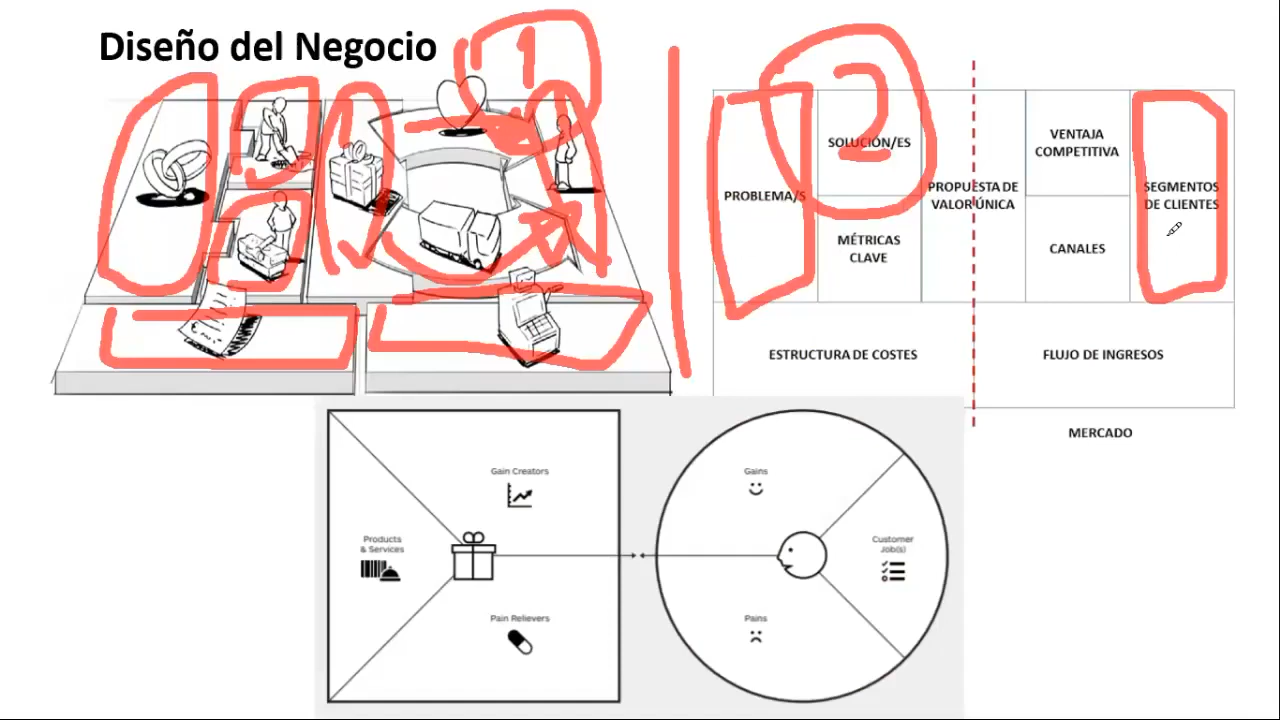 Diseño del Negocio
1
2
PROBLEMA/S
SOLUCIÓN/ES
MÉTRICAS
CLAVE
PROPUESTA DE
VALOR ÚNICA
VENTAJA
COMPETITIVA
CANALES
SEGMENTOS
DE CLIENTES
ESTRUCTURA DE COSTES
FLUJO DE INGRESOS
MERCADO
Gain Creators
Products
& Services
Pain Relievers
Gains
Customer
Job(s)
Pains